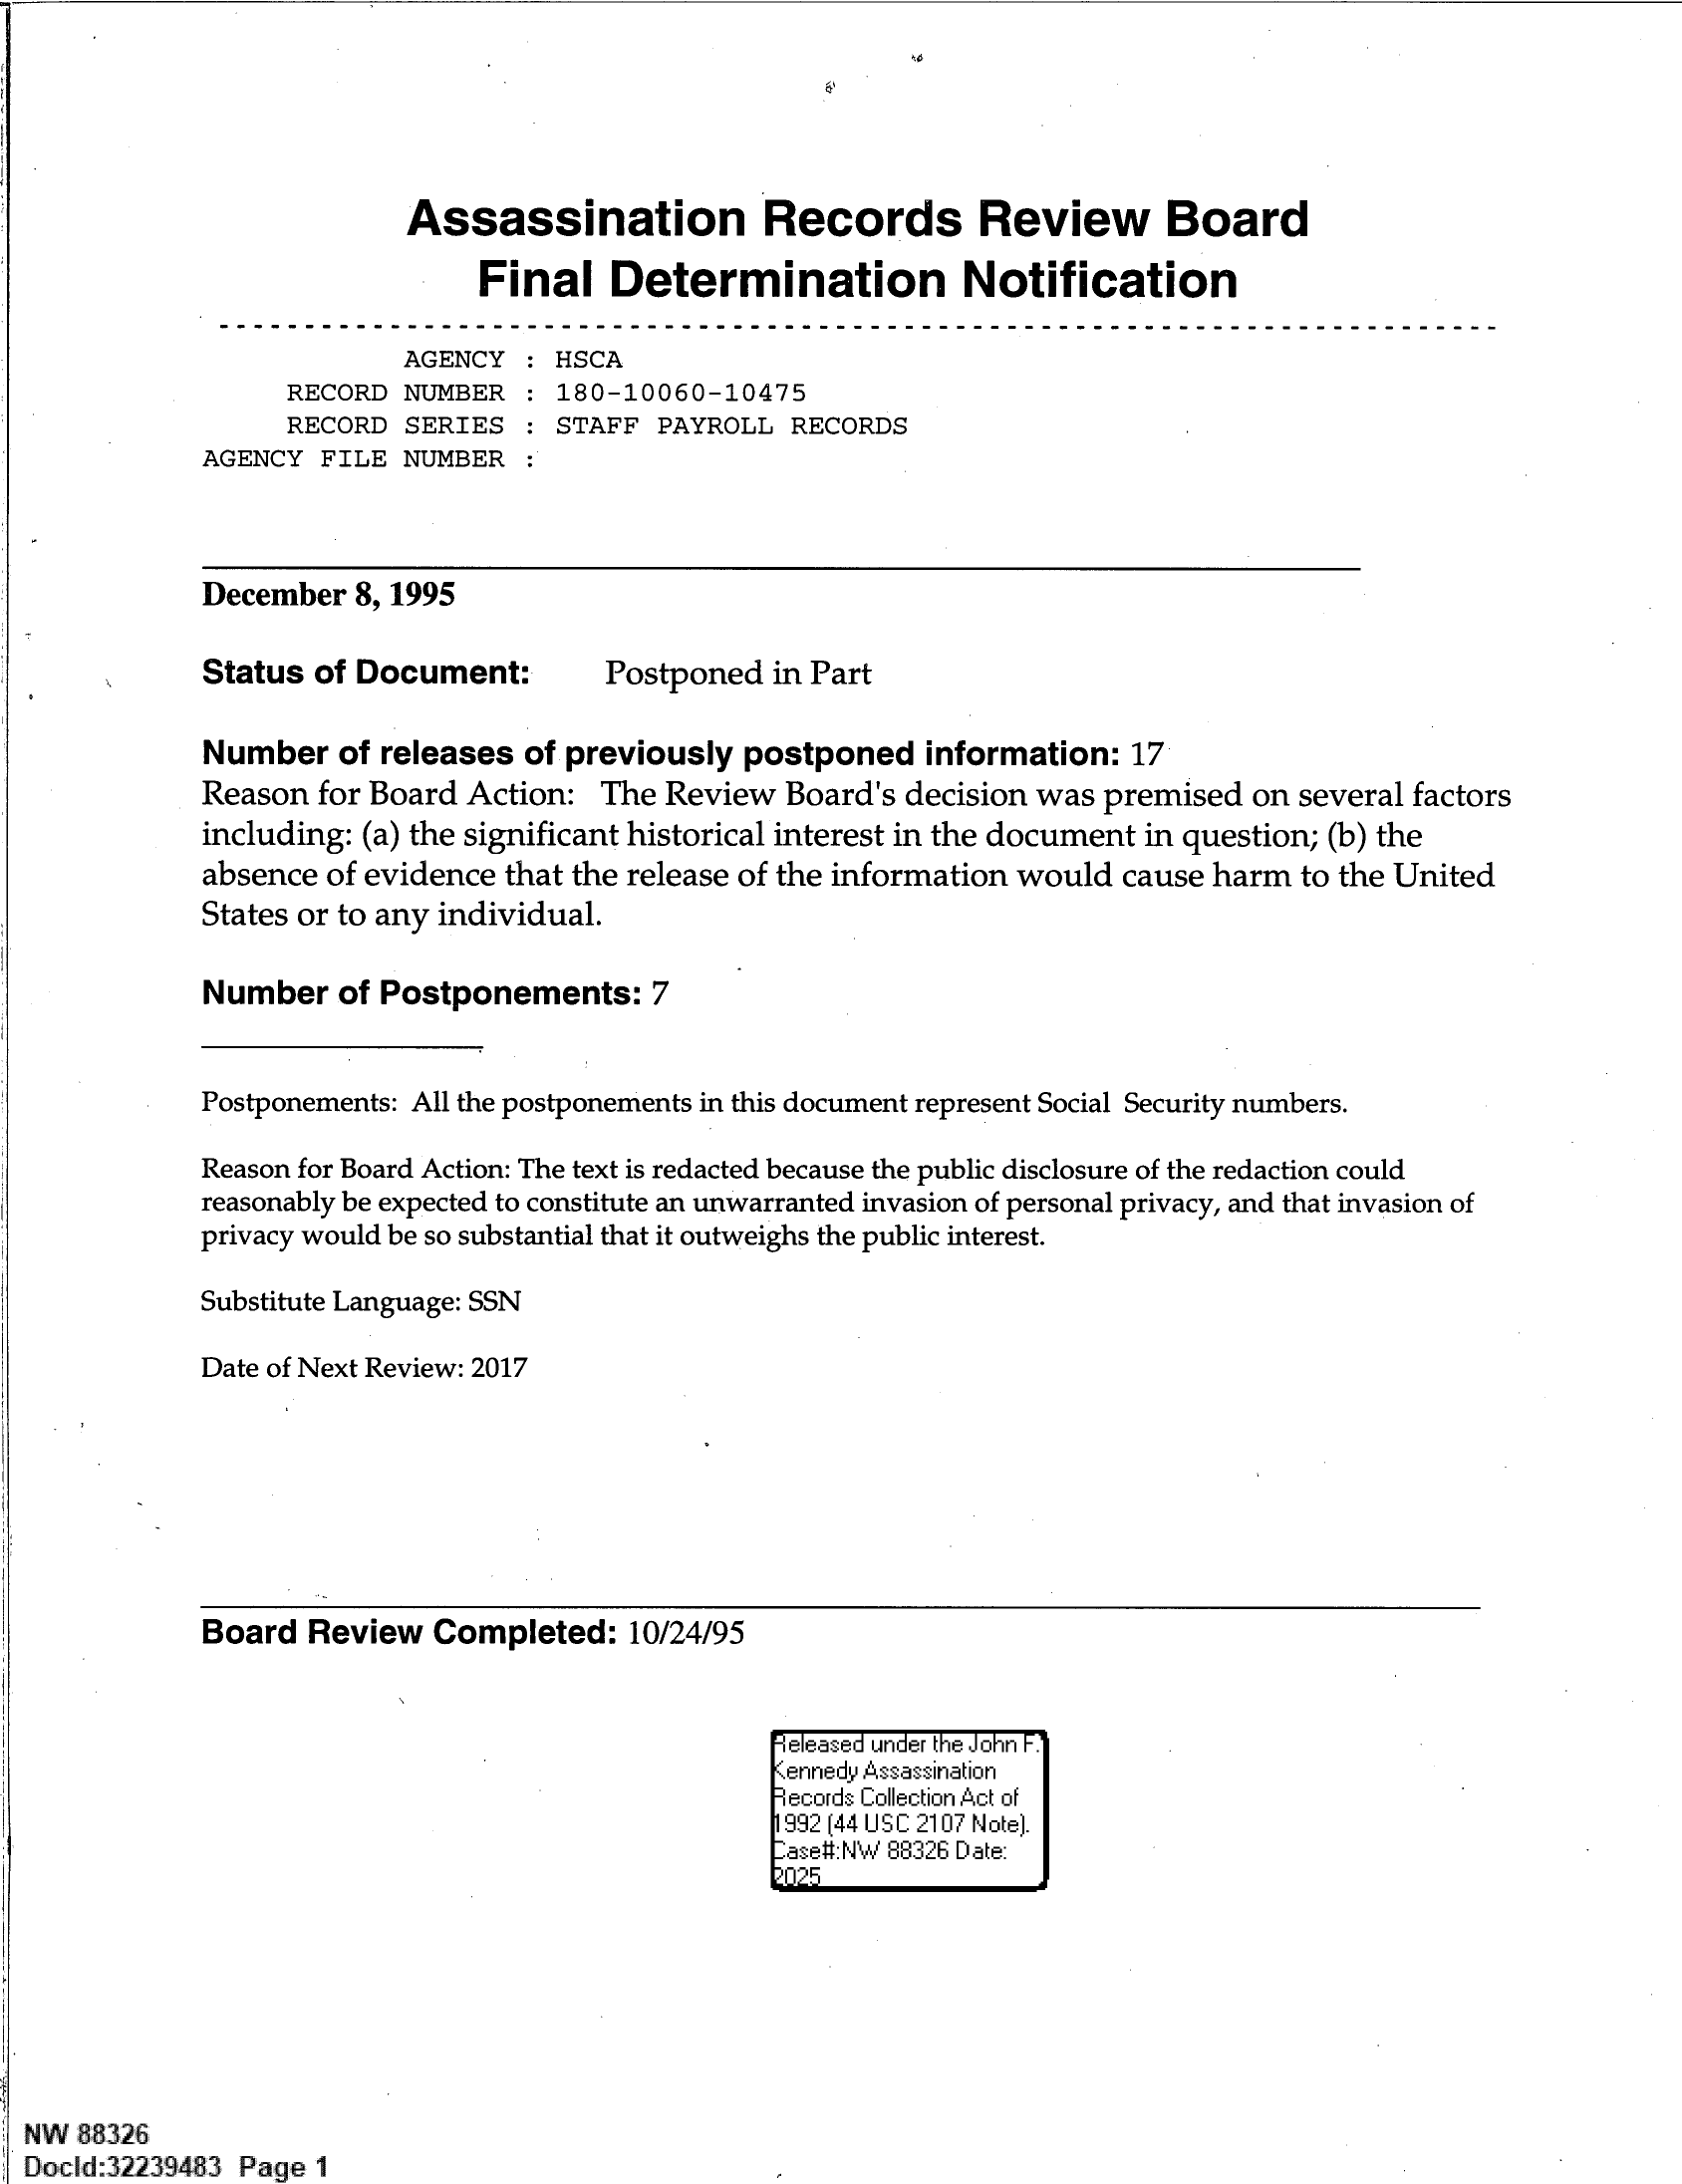 Assassination Records Review Board
Final Determination Notification
AGENCY : HSCA
RECORD NUMBER : 180-10060-10475
RECORD SERIES : STAFF PAYROLL RECORDS
AGENCY FILE NUMBER :
December 8, 1995
Status of Document: Postponed in Part
Number of releases of previously postponed information: 17
Reason for Board Action: The Review Board's decision was premised on several factors
including: (a) the significant historical interest in the document in question; (b) the
absence of evidence that the release of the information would cause harm to the United
States or to any individual.
Number of Postponements: 7
Postponements: All the postponements in this document represent Social Security numbers.
Reason for Board Action: The text is redacted because the public disclosure of the redaction could
reasonably be expected to constitute an unwarranted invasion of personal privacy, and that invasion of
privacy would be so substantial that it outweighs the public interest.
Substitute Language: SSN
Date of Next Review: 2017
Board Review Completed: 10/24/95
Released under the John F.
Kennedy Assassination
Records Collection Act of
1992 (44 USC 2107 Note).
Case#:NW 88326 Date:
2025
NW 88326
DocId:32239483 Page 1